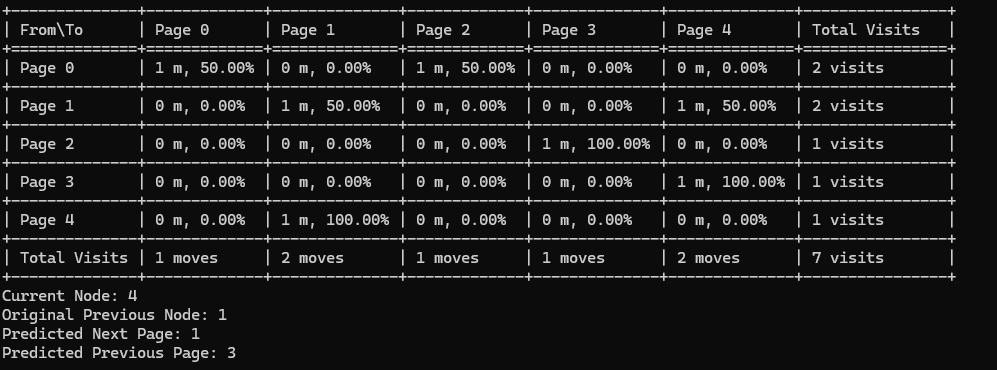 +--------------+-------------+--------------+-------------+-------------+--------------+----------------+
| From\To      | Page 0      | Page 1       | Page 2      | Page 3       | Page 4       | Total Visits   |
+==============+=============+==============+=============+==============+==============+================+
| Page 0       | 1 m, 50.00% | 0 m, 0.00%   | 1 m, 50.00% | 0 m, 0.00%   | 0 m, 0.00%   | 2 visits       |
+--------------+-------------+--------------+-------------+--------------+--------------+----------------+
| Page 1       | 0 m, 0.00%  | 1 m, 50.00%  | 0 m, 0.00%  | 0 m, 0.00%   | 1 m, 50.00%  | 2 visits       |
+--------------+-------------+--------------+-------------+--------------+--------------+----------------+
| Page 2       | 0 m, 0.00%  | 0 m, 0.00%   | 0 m, 0.00%  | 1 m, 100.00% | 0 m, 0.00%   | 1 visits       |
+--------------+-------------+--------------+-------------+--------------+--------------+----------------+
| Page 3       | 0 m, 0.00%  | 0 m, 0.00%   | 0 m, 0.00%  | 0 m, 0.00%   | 1 m, 100.00% | 1 visits       |
+--------------+-------------+--------------+-------------+--------------+--------------+----------------+
| Page 4       | 0 m, 0.00%  | 1 m, 100.00% | 0 m, 0.00%  | 0 m, 0.00%   | 0 m, 0.00%   | 1 visits       |
+--------------+-------------+--------------+-------------+--------------+--------------+----------------+
| Total Visits | 1 moves     | 2 moves      | 1 moves     | 1 moves      | 2 moves      | 7 visits       |
+--------------+-------------+--------------+-------------+--------------+--------------+----------------+
Current Node: 4
Original Previous Node: 1
Predicted Next Page: 1
Predicted Previous Page: 3